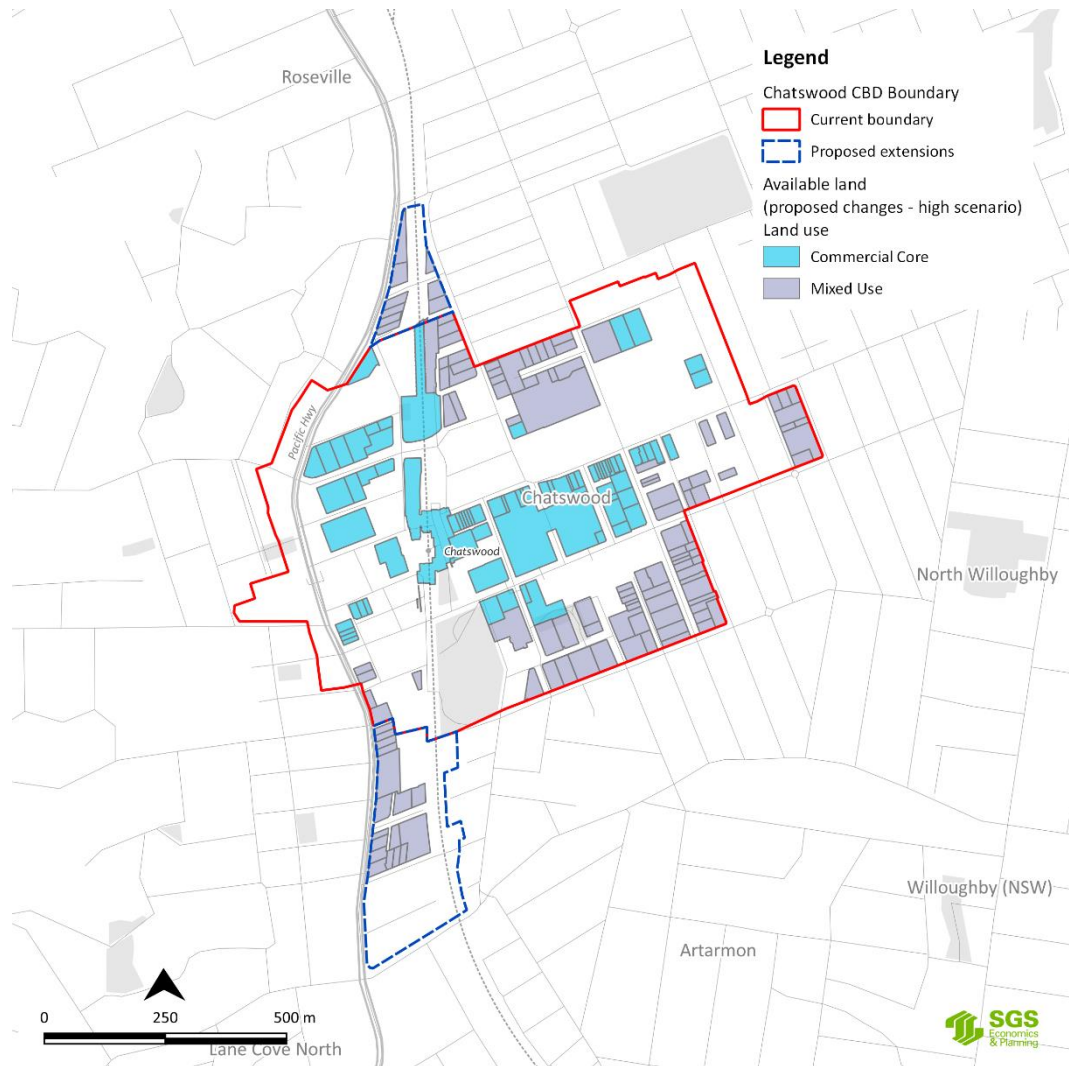 Roseville
Legend
Chatswood CBD Boundary
Current boundary
Proposed extensions
Available land
(proposed changes - high scenario)
Land use
Commercial Core
Mixed Use
Pacific Hwy
Chatswood
Chatswood
North Willoughby
Willoughby (NSW)
Artarmon
0 250 500 m
Lane Cove North
SGS
Economics
& Planning